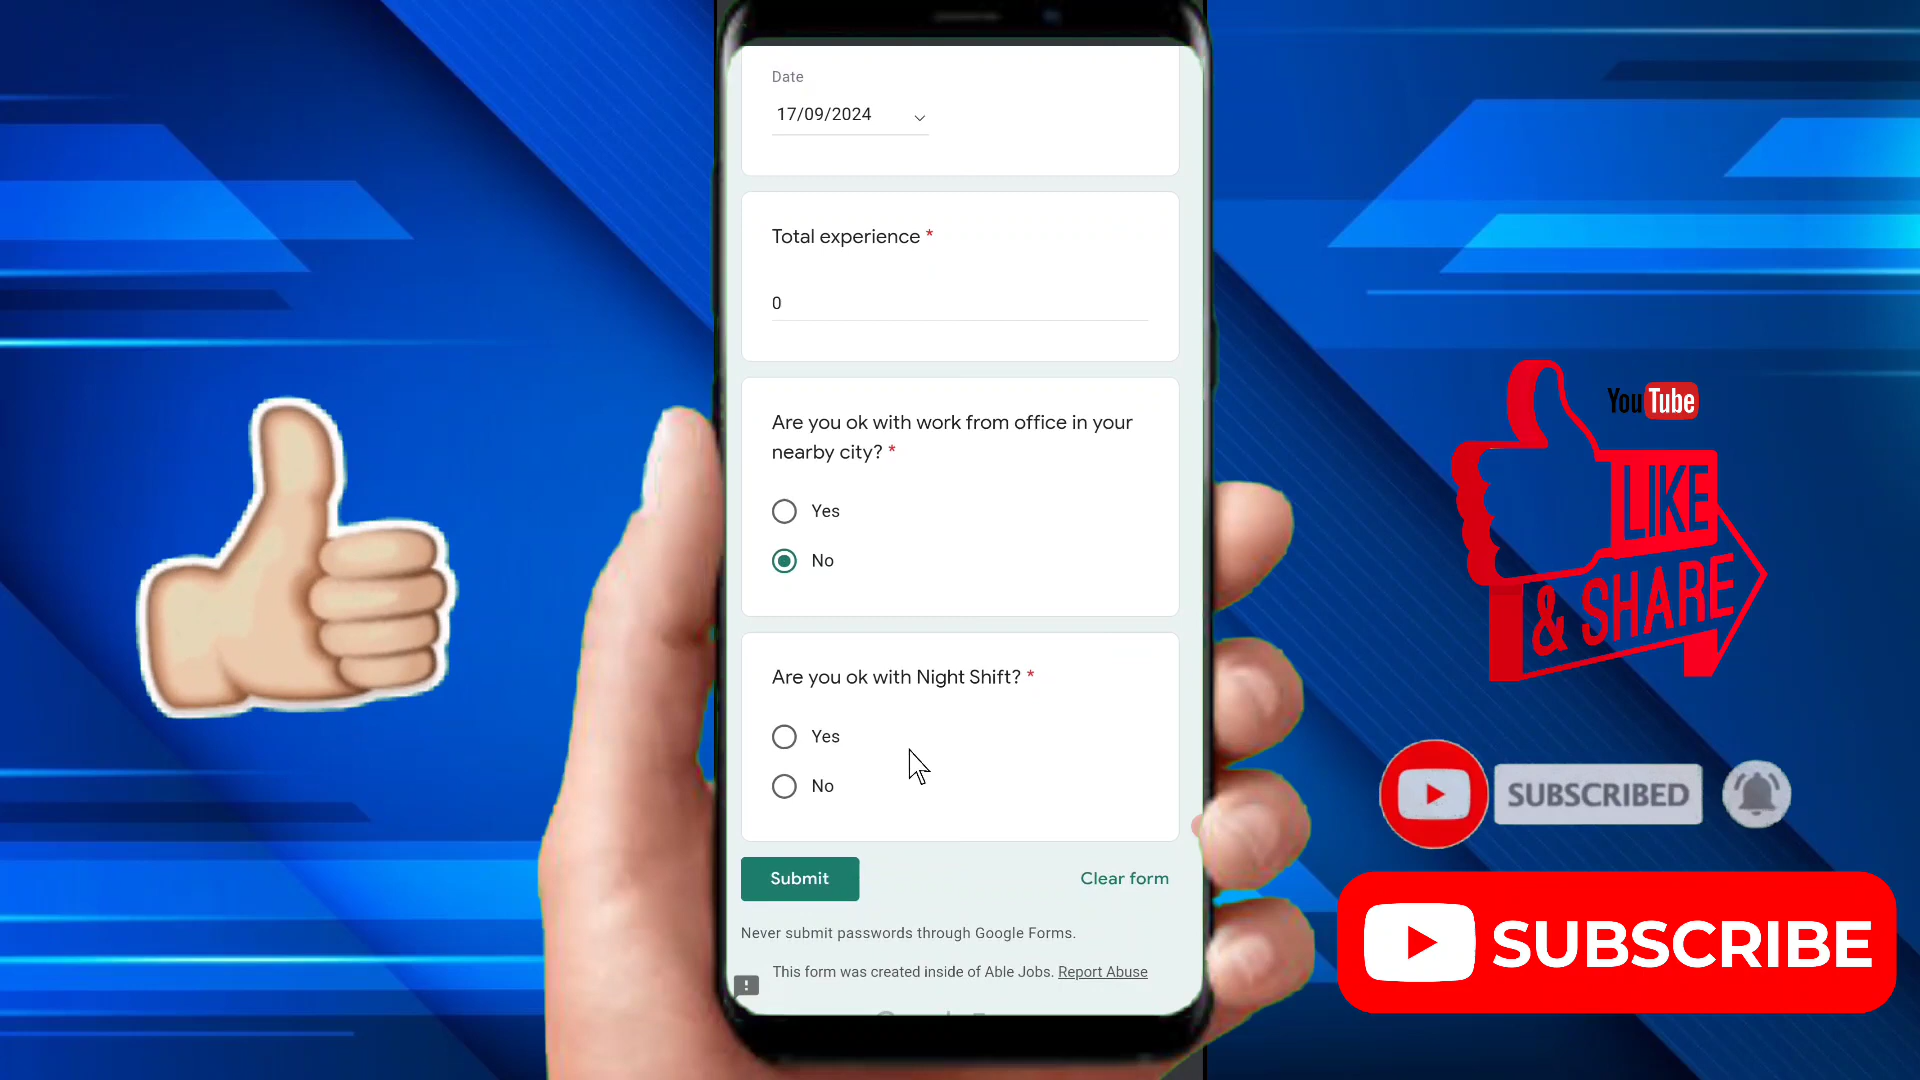 Date
17/09/2024
Total experience *
0
Are you ok with work from office in your
nearby city? *
Yes
No
Are you ok with Night Shift? *
Yes
No
Submit
Clear form
Never submit passwords through Google Forms.
This form was created inside of Able Jobs. Report Abuse
YouTube
LIKE
& SHARE
SUBSCRIBED
SUBSCRIBE